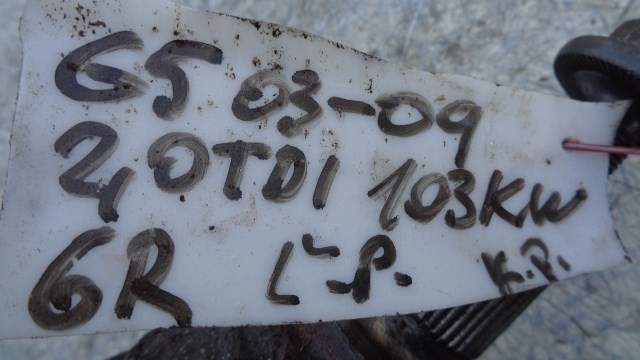 G5 03-09
2,0TDI 103KW
6R Ľ.P. K.P.